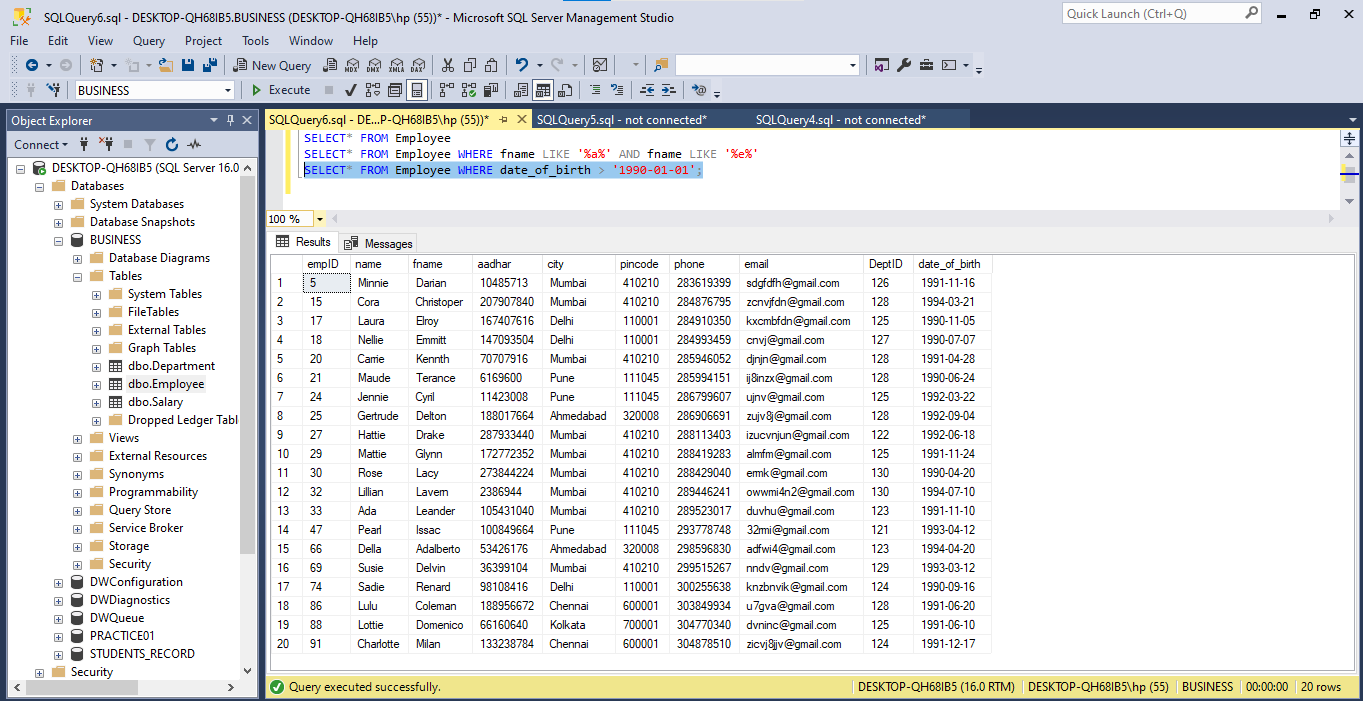 SQLQuery6.sql - DESKTOP-QH68IB5.BUSINESS (DESKTOP-QH68IB5\hp (55))* - Microsoft SQL Server Management Studio
Quick Launch (Ctrl+Q)
File Edit View Query Project Tools Window Help
New Query MDX DMX XMLA DAX
BUSINESS Execute
Object Explorer
Connect
DESKTOP-QH68IB5 (SQL Server 16.0
Databases
System Databases
Database Snapshots
BUSINESS
Database Diagrams
Tables
System Tables
FileTables
External Tables
Graph Tables
dbo.Department
dbo.Employee
dbo.Salary
Dropped Ledger Tabl
Views
External Resources
Synonyms
Programmability
Query Store
Service Broker
Storage
Security
DWConfiguration
DWDiagnostics
DWQueue
PRACTICE01
STUDENTS_RECORD
Security
SQLQuery6.sql - DE...P-QH68IB5\hp (55))* SQLQuery5.sql - not connected* SQLQuery4.sql - not connected*
SELECT* FROM Employee
SELECT* FROM Employee WHERE fname LIKE '%a%' AND fname LIKE '%e%'
SELECT* FROM Employee WHERE date_of_birth > '1990-01-01';
100 %
Results Messages
empID name fname aadhar city pincode phone email DeptID date_of_birth
1 5 Minnie Darian 10485713 Mumbai 410210 283619399 sdgfdfh@gmail.com 126 1991-11-16
2 15 Cora Christoper 207907840 Mumbai 410210 284876795 zcnvjfdn@gmail.com 128 1994-03-21
3 17 Laura Elroy 167407616 Delhi 110001 284910350 kxcmbfdn@gmail.com 125 1990-11-05
4 18 Nellie Emmitt 147093504 Delhi 110001 284993459 cnvj@gmail.com 127 1990-07-07
5 20 Carrie Kennth 70707916 Mumbai 410210 285946052 djnjn@gmail.com 128 1991-04-28
6 21 Maude Terance 6169600 Pune 111045 285994151 ij8inzx@gmail.com 128 1990-06-24
7 24 Jennie Cyril 11423008 Pune 111045 286799607 ujnv@gmail.com 125 1992-03-22
8 25 Gertrude Delton 188017664 Ahmedabad 320008 286906691 zujv8j@gmail.com 128 1992-09-04
9 27 Hattie Drake 287933440 Mumbai 410210 288113403 izucvnjun@gmail.com 122 1992-06-18
10 29 Mattie Glynn 172772352 Mumbai 410210 288419283 almfm@gmail.com 125 1991-11-24
11 30 Rose Lacy 273844224 Mumbai 410210 288429040 emk@gmail.com 130 1990-04-20
12 32 Lillian Lavern 2386944 Mumbai 410210 289446241 owwmi4n2@gmail.com 130 1994-07-10
13 33 Ada Leander 105431040 Mumbai 410210 289523017 duvhu@gmail.com 123 1991-11-10
14 47 Pearl Issac 100849664 Pune 111045 293778748 32rmi@gmail.com 121 1993-04-12
15 66 Della Adalberto 53426176 Ahmedabad 320008 298596830 adfwi4@gmail.com 123 1994-04-20
16 69 Susie Delvin 36399104 Mumbai 410210 299515267 nndv@gmail.com 129 1993-03-12
17 74 Sadie Renard 98108416 Delhi 110001 300255638 knzbnvik@gmail.com 124 1990-09-16
18 86 Lulu Coleman 188956672 Chennai 600001 303849934 u7gva@gmail.com 128 1991-06-20
19 88 Lottie Domenico 66160640 Kolkata 700001 304770340 dvninc@gmail.com 125 1991-06-10
20 91 Charlotte Milan 133238784 Chennai 600001 304878510 zicvj8jjv@gmail.com 124 1991-12-17
Query executed successfully. DESKTOP-QH68IB5 (16.0 RTM) DESKTOP-QH68IB5\hp (55) BUSINESS 00:00:00 20 rows